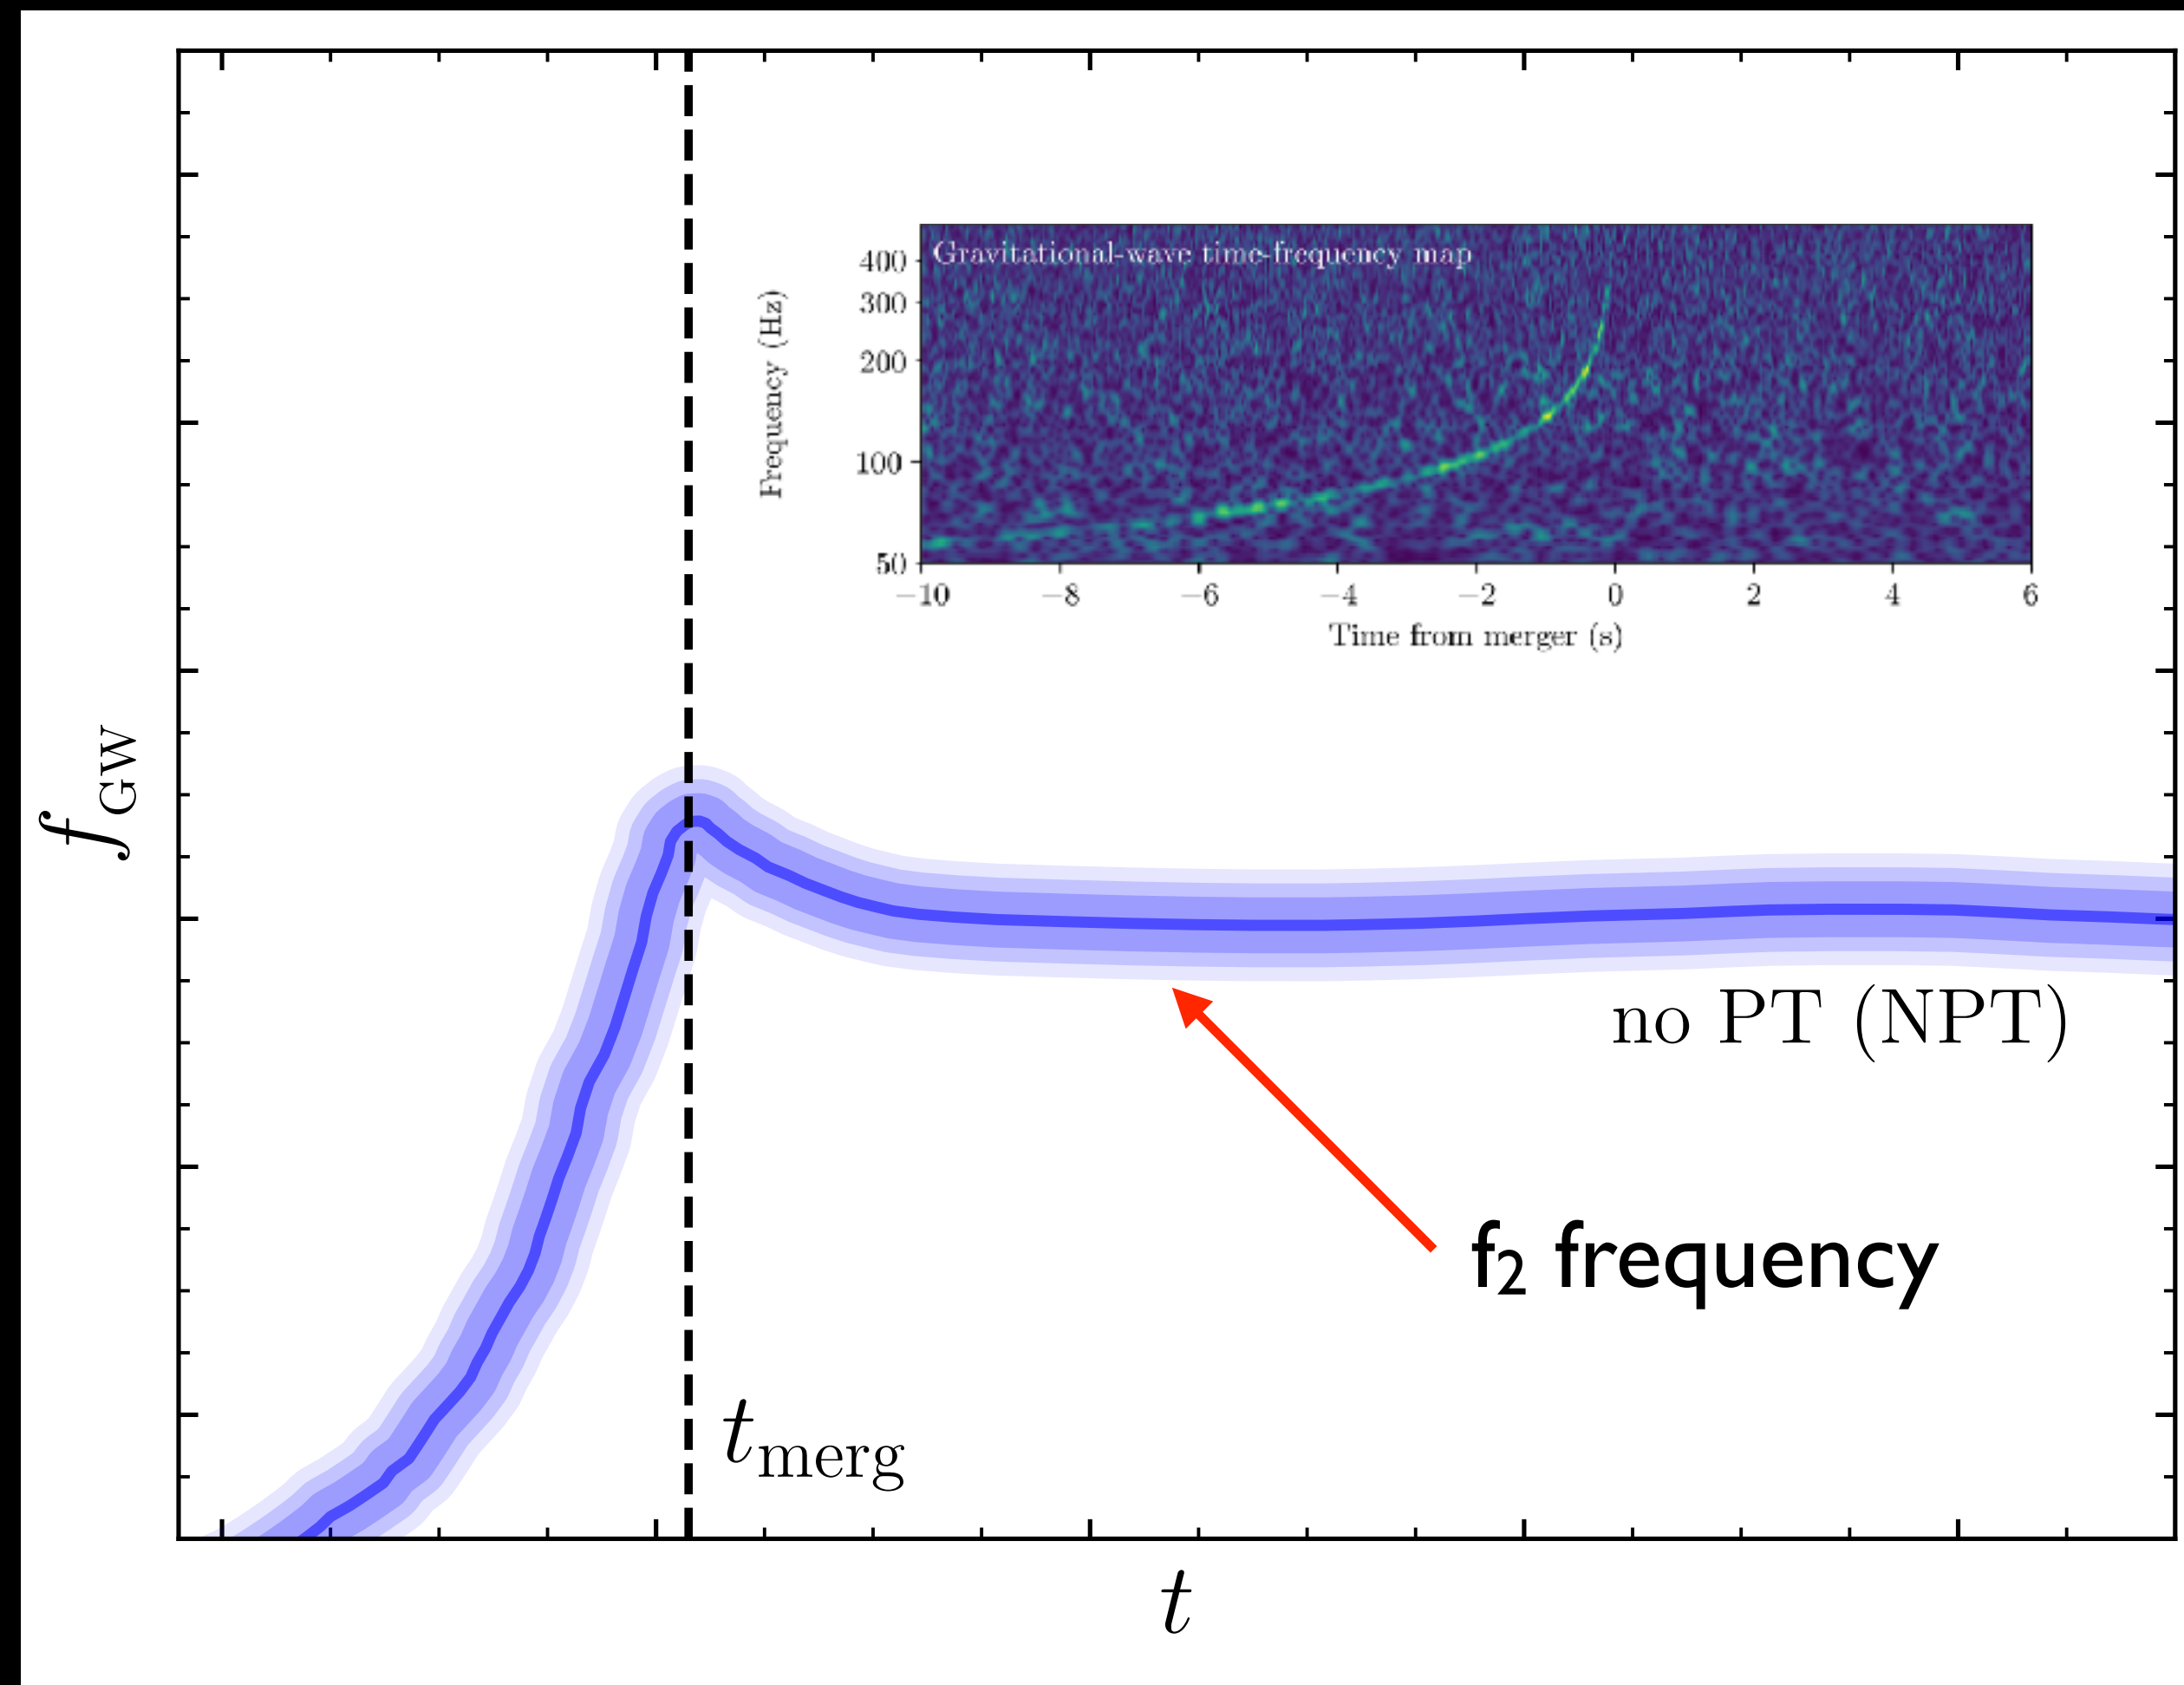 Gravitational-wave time-frequency map
400
300
200
100
50
Frequency (Hz)
−10 −8 −6 −4 −2 0 2 4 6
Time from merger (s)
f_GW
no PT (NPT)
f₂ frequency
t_merg
t